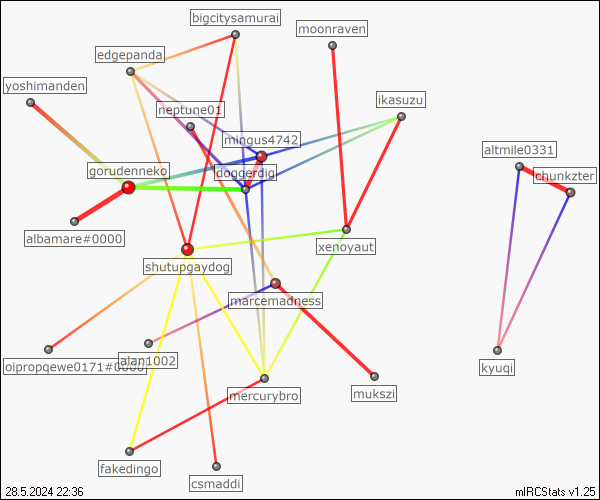 bigcitysamurai
moonraven
edgepanda
yoshimanden
neptune01
ikasuzu
mingus4742
altmile0331
gorudenneko
doggerdig
chunkzter
albamare#0000
xenoyaut
shutupgaydog
marcemadness
oipropqewe0171#0000
alan1002
kyuqi
mercurybro
mukszi
fakedingo
csmaddi
28.5.2024 22:36
mIRCStats v1.25